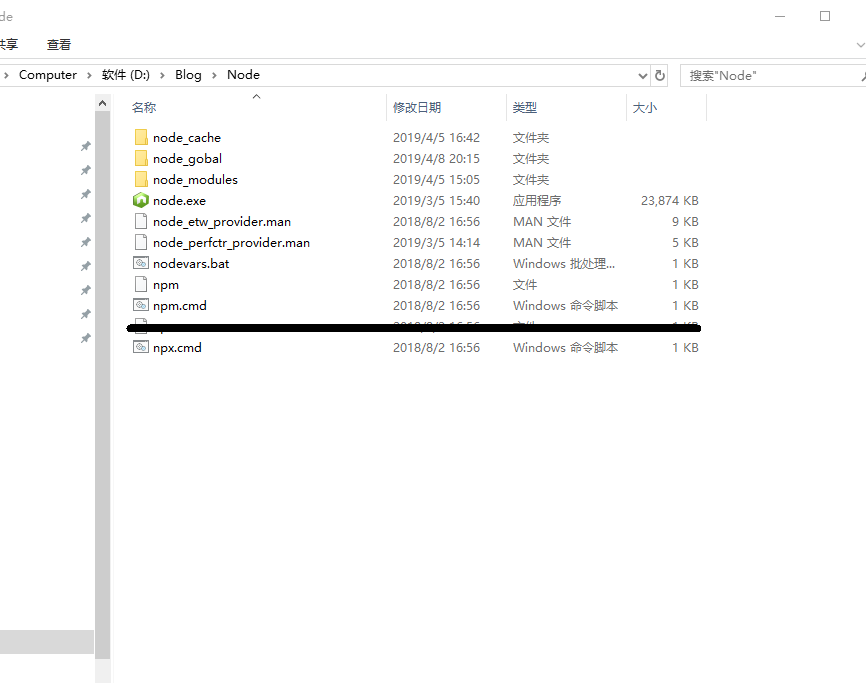 de
共享 查看
Computer 软件 (D:) Blog Node 搜索"Node"
名称 修改日期 类型 大小
node_cache 2019/4/5 16:42 文件夹
node_gobal 2019/4/8 20:15 文件夹
node_modules 2019/4/5 15:05 文件夹
node.exe 2019/3/5 15:40 应用程序 23,874 KB
node_etw_provider.man 2018/8/2 16:56 MAN 文件 9 KB
node_perfctr_provider.man 2019/3/5 14:14 MAN 文件 5 KB
nodevars.bat 2018/8/2 16:56 Windows 批处理... 1 KB
npm 2018/8/2 16:56 文件 1 KB
npm.cmd 2018/8/2 16:56 Windows 命令脚本 1 KB
npx.cmd 2018/8/2 16:56 Windows 命令脚本 1 KB